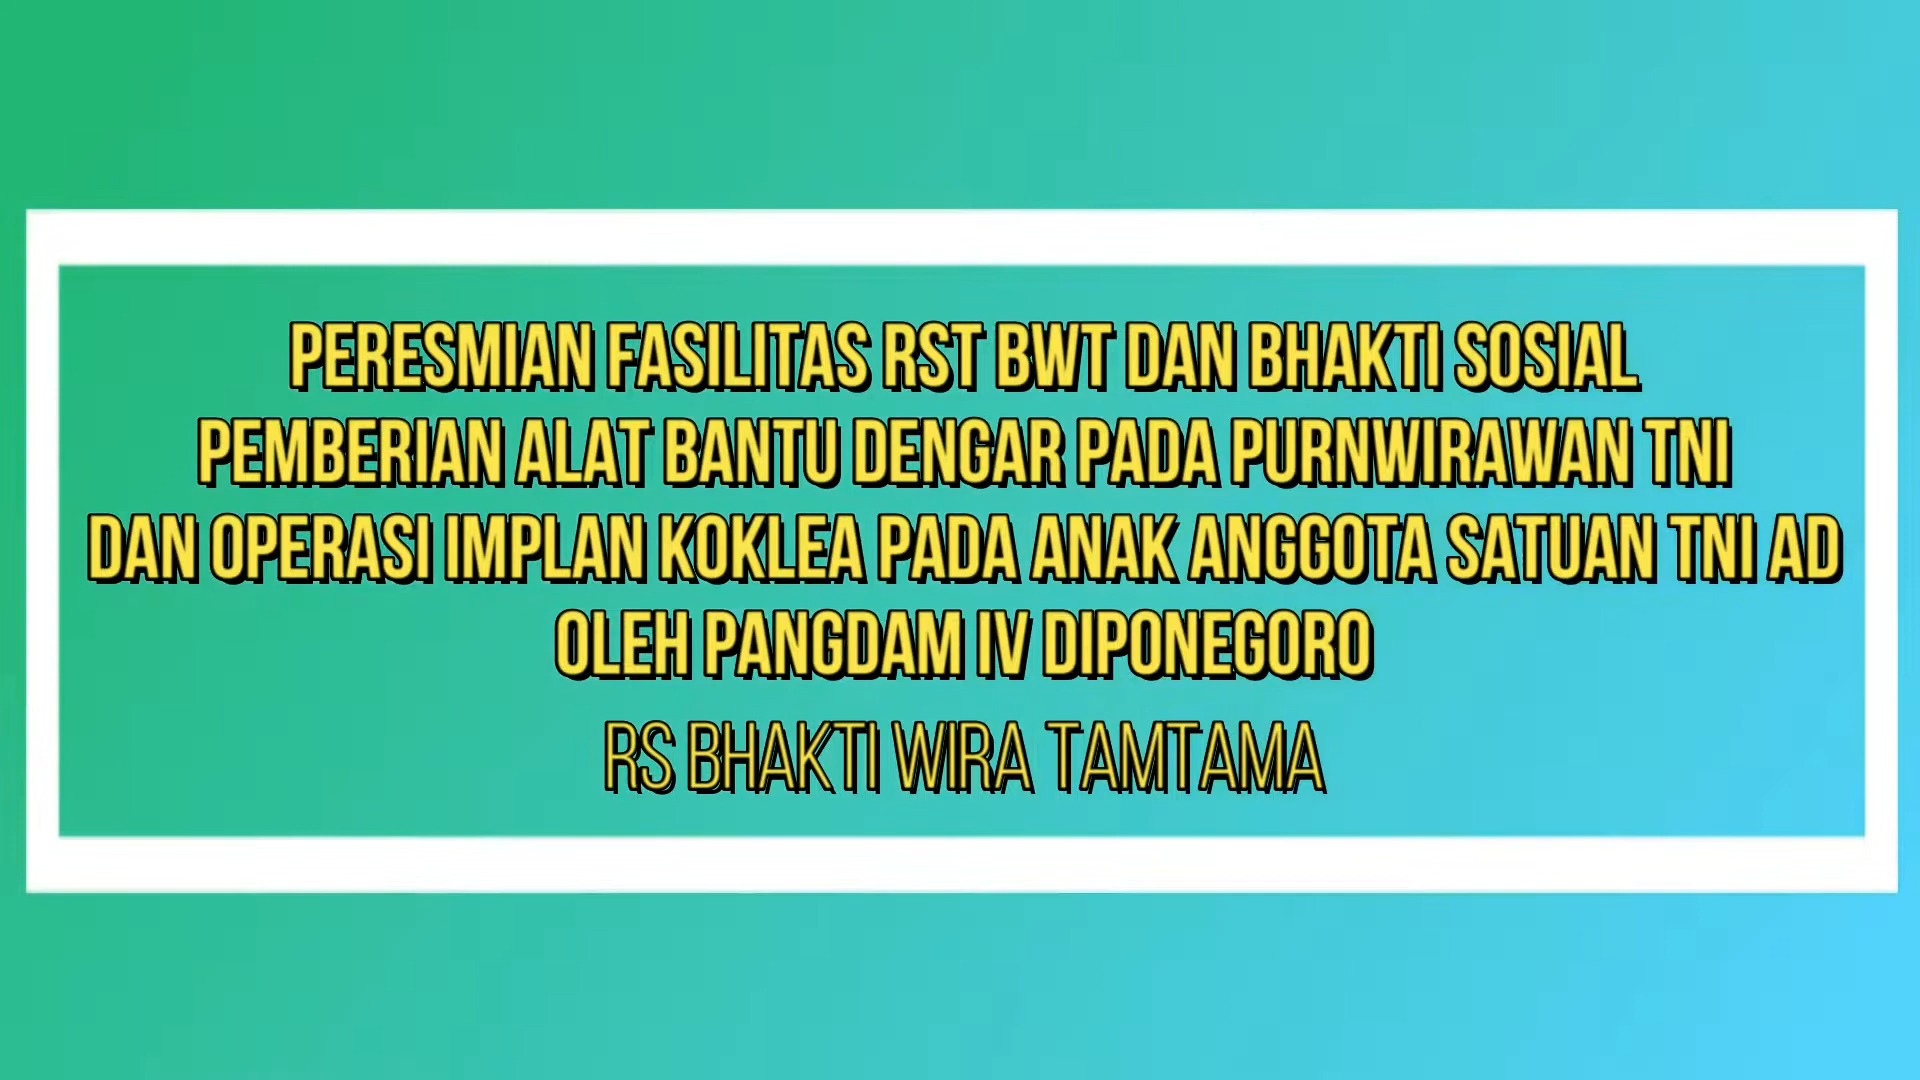 PERESMIAN FASILITAS RST BWT DAN BHAKTI SOSIAL
PEMBERIAN ALAT BANTU DENGAR PADA PURNWIRAWAN TNI
DAN OPERASI IMPLAN KOKLEA PADA ANAK ANGGOTA SATUAN TNI AD
OLEH PANGDAM IV DIPONEGORO
RS BHAKTI WIRA TAMTAMA